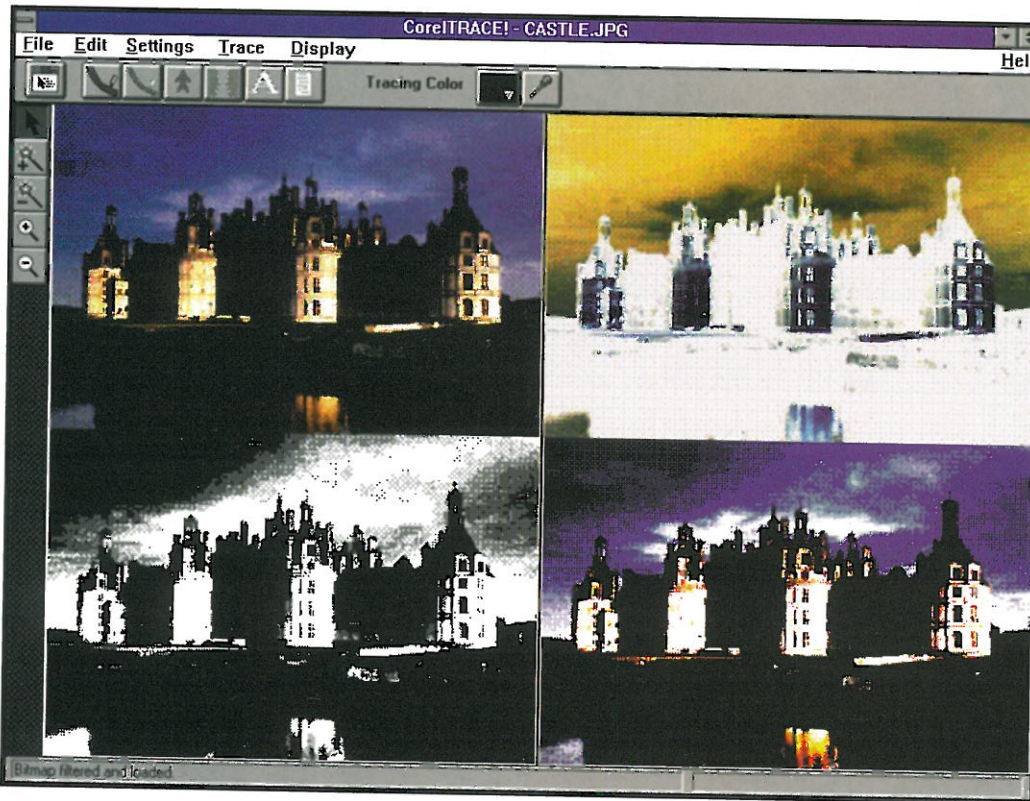 CorelTRACE! - CASTLE.JPG
File Edit Settings Trace Display Hel
Tracing Color
A
Bitmap filtered and loaded